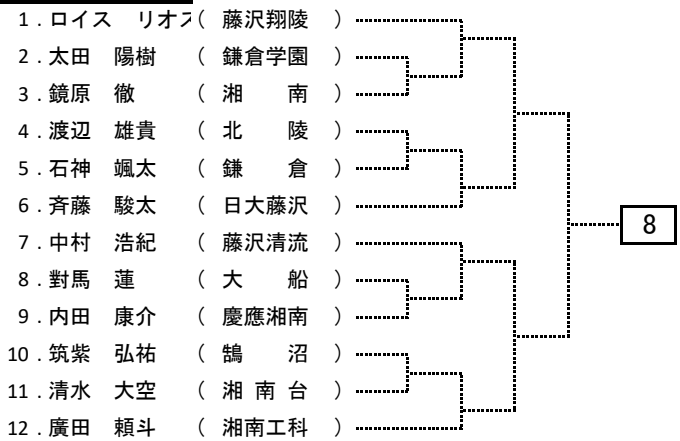 1．ロイス　リオス（ 藤沢翔陵 ）
2．太田　陽樹（ 鎌倉学園 ）
3．鏡原　徹（ 湘　南 ）
4．渡辺　雄貴（ 北　陵 ）
5．石神　颯太（ 鎌　倉 ）
6．斉藤　駿太（ 日大藤沢 ）
7．中村　浩紀（ 藤沢清流 ）
8．對馬　蓮（ 大　船 ）
9．内田　康介（ 慶應湘南 ）
10．筑紫　弘祐（ 鵠　沼 ）
11．清水　大空（ 湘 南 台 ）
12．廣田　頼斗（ 湘南工科 ）
8